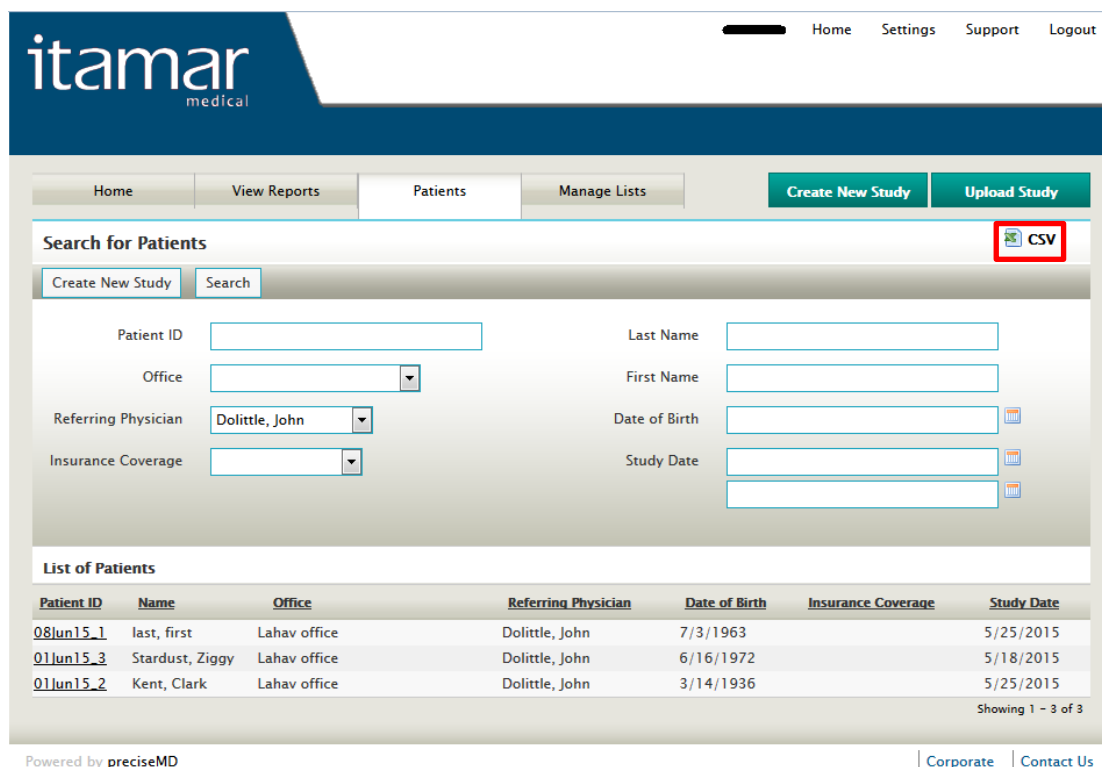 Home Settings Support Logout
itamar
medical
Home View Reports Patients Manage Lists Create New Study Upload Study
Search for Patients CSV
Create New Study Search
Patient ID Last Name
Office First Name
Referring Physician Dolittle, John Date of Birth
Insurance Coverage Study Date
List of Patients
Patient ID Name Office Referring Physician Date of Birth Insurance Coverage Study Date
08Jun15_1 last, first Lahav office Dolittle, John 7/3/1963 5/25/2015
01Jun15_3 Stardust, Ziggy Lahav office Dolittle, John 6/16/1972 5/18/2015
01Jun15_2 Kent, Clark Lahav office Dolittle, John 3/14/1936 5/25/2015
Showing 1 - 3 of 3
Powered by preciseMD Corporate Contact Us